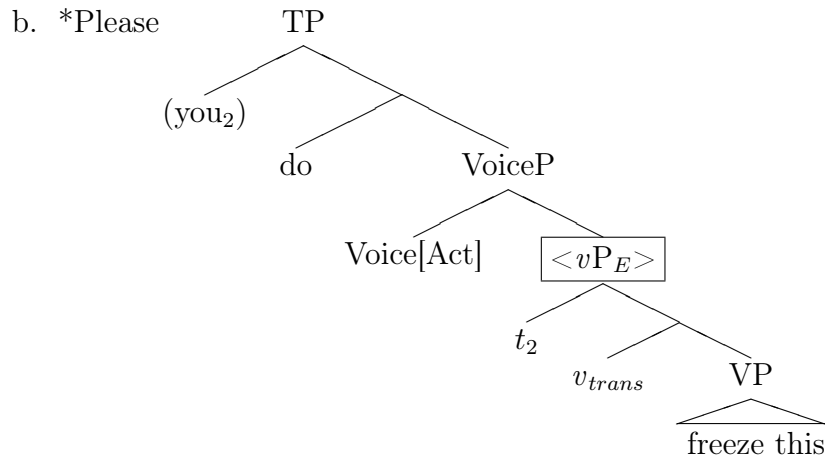 b. *Please TP
(you₂)
do VoiceP
Voice[Act] <vP_E>
t₂
v_trans VP
freeze this